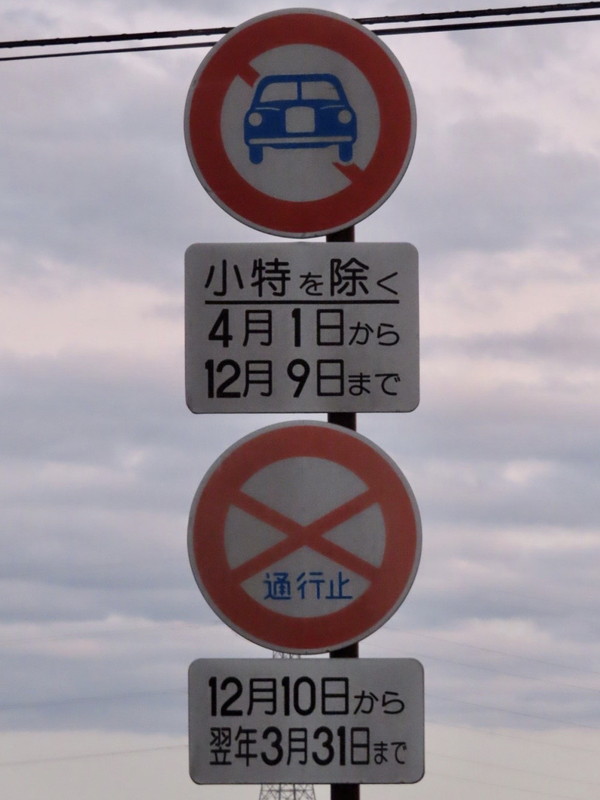 小特を除く
4月1日から
12月9日まで
通行止
12月10日から
翌年3月31日まで